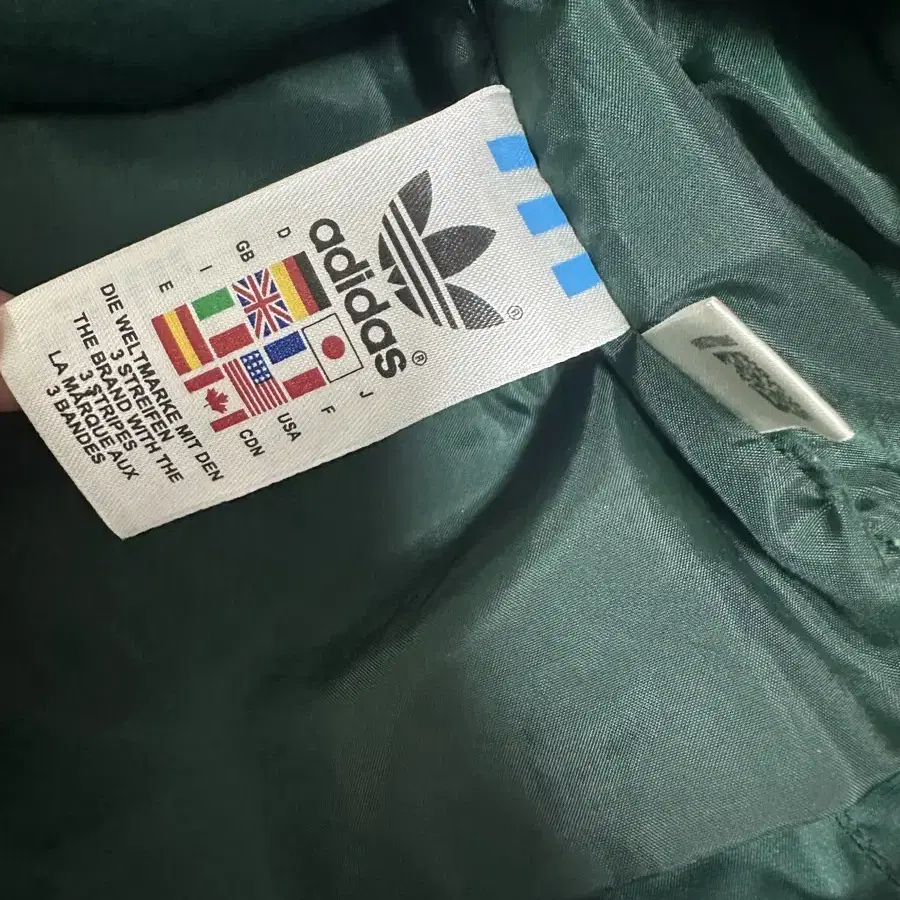 adidas®
®
D
GB
I
E
J
F
USA
CDN
DIE WELTMARKE MIT DEN
3 STREIFEN
THE BRAND WITH THE
3 STRIPES
LA MARQUE AUX
3 BANDES